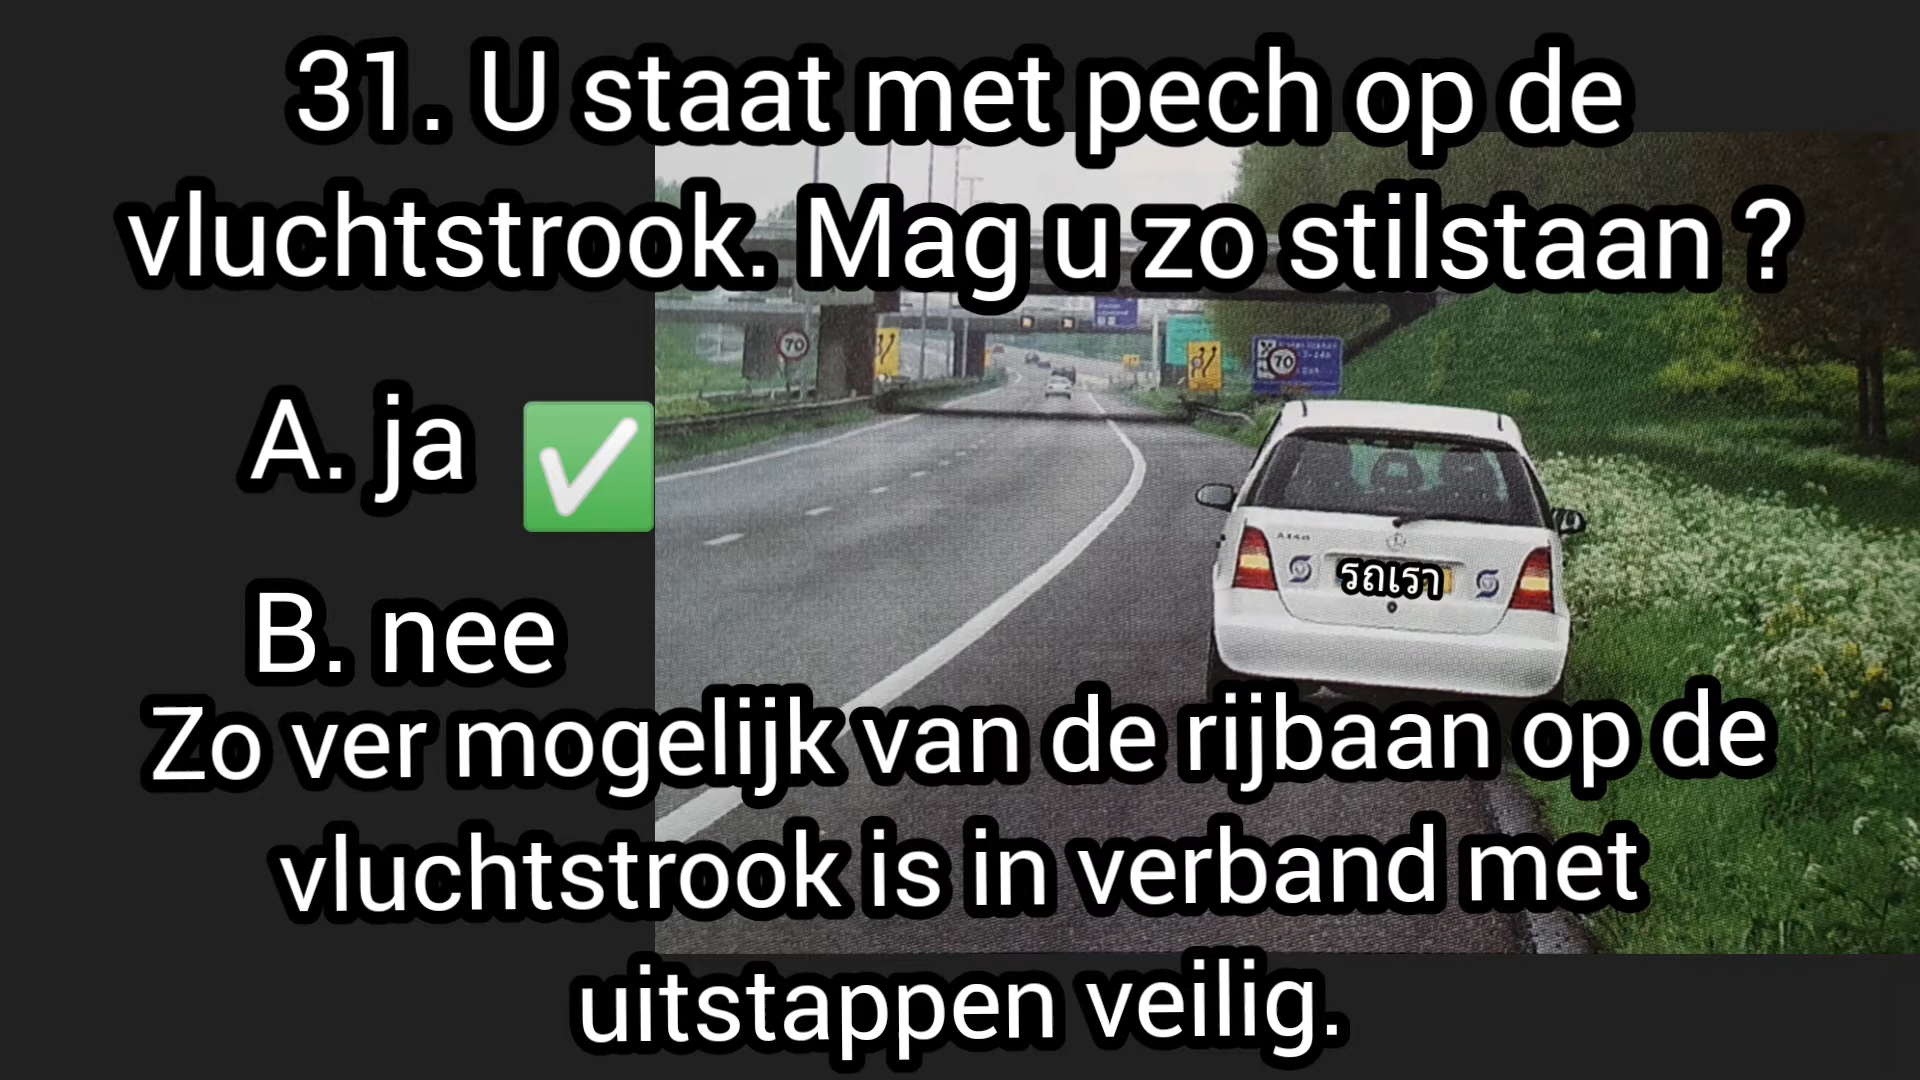 31. U staat met pech op de
vluchtstrook. Mag u zo stilstaan ?
70
70
A. ja
A140
รถเรา
B. nee
Zo ver mogelijk van de rijbaan op de
vluchtstrook is in verband met
uitstappen veilig.